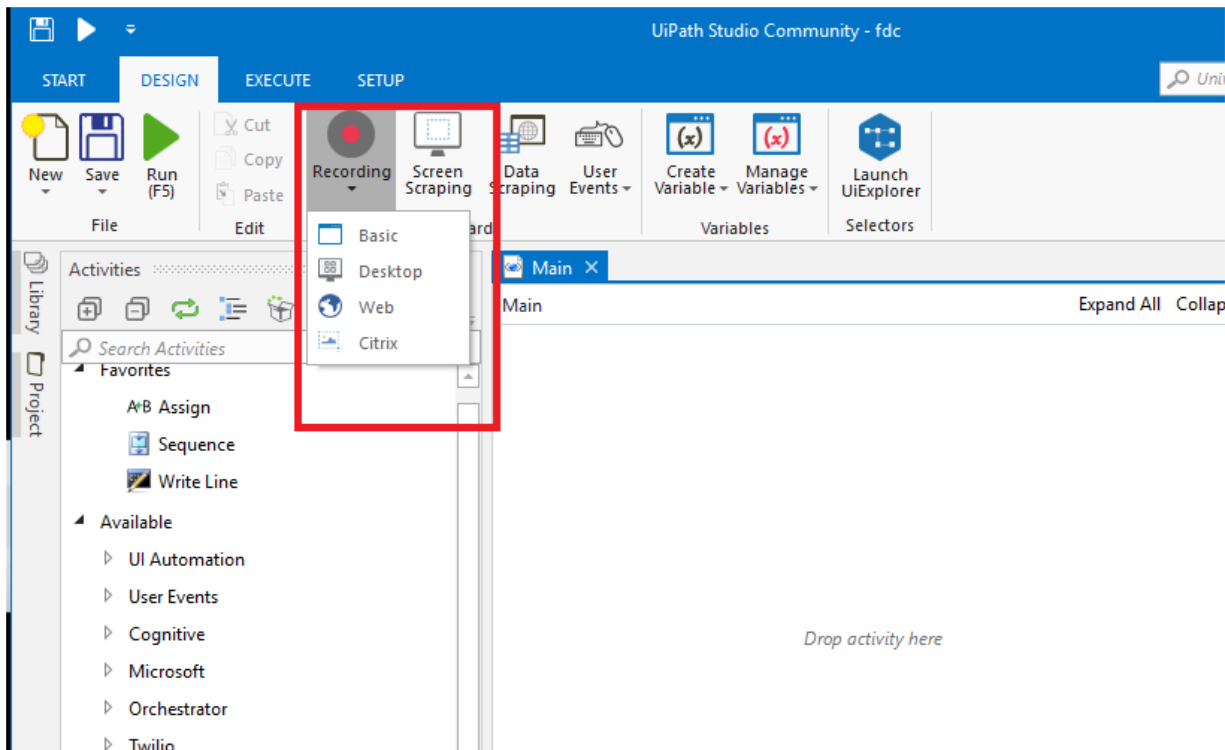 UiPath Studio Community - fdc
START DESIGN EXECUTE SETUP
New
Save
Run
(F5)
File
Cut
Copy
Paste
Edit
Recording
Screen
Scraping
Data
Scraping
User
Events
Create
Variable
Manage
Variables
Variables
Launch
UiExplorer
Selectors
Basic
Desktop
Web
Citrix
Library
Project
Activities
Search Activities
Favorites
A+B Assign
Sequence
Write Line
Available
UI Automation
User Events
Cognitive
Microsoft
Orchestrator
Twilio
Main
Main
Expand All Collap
Drop activity here